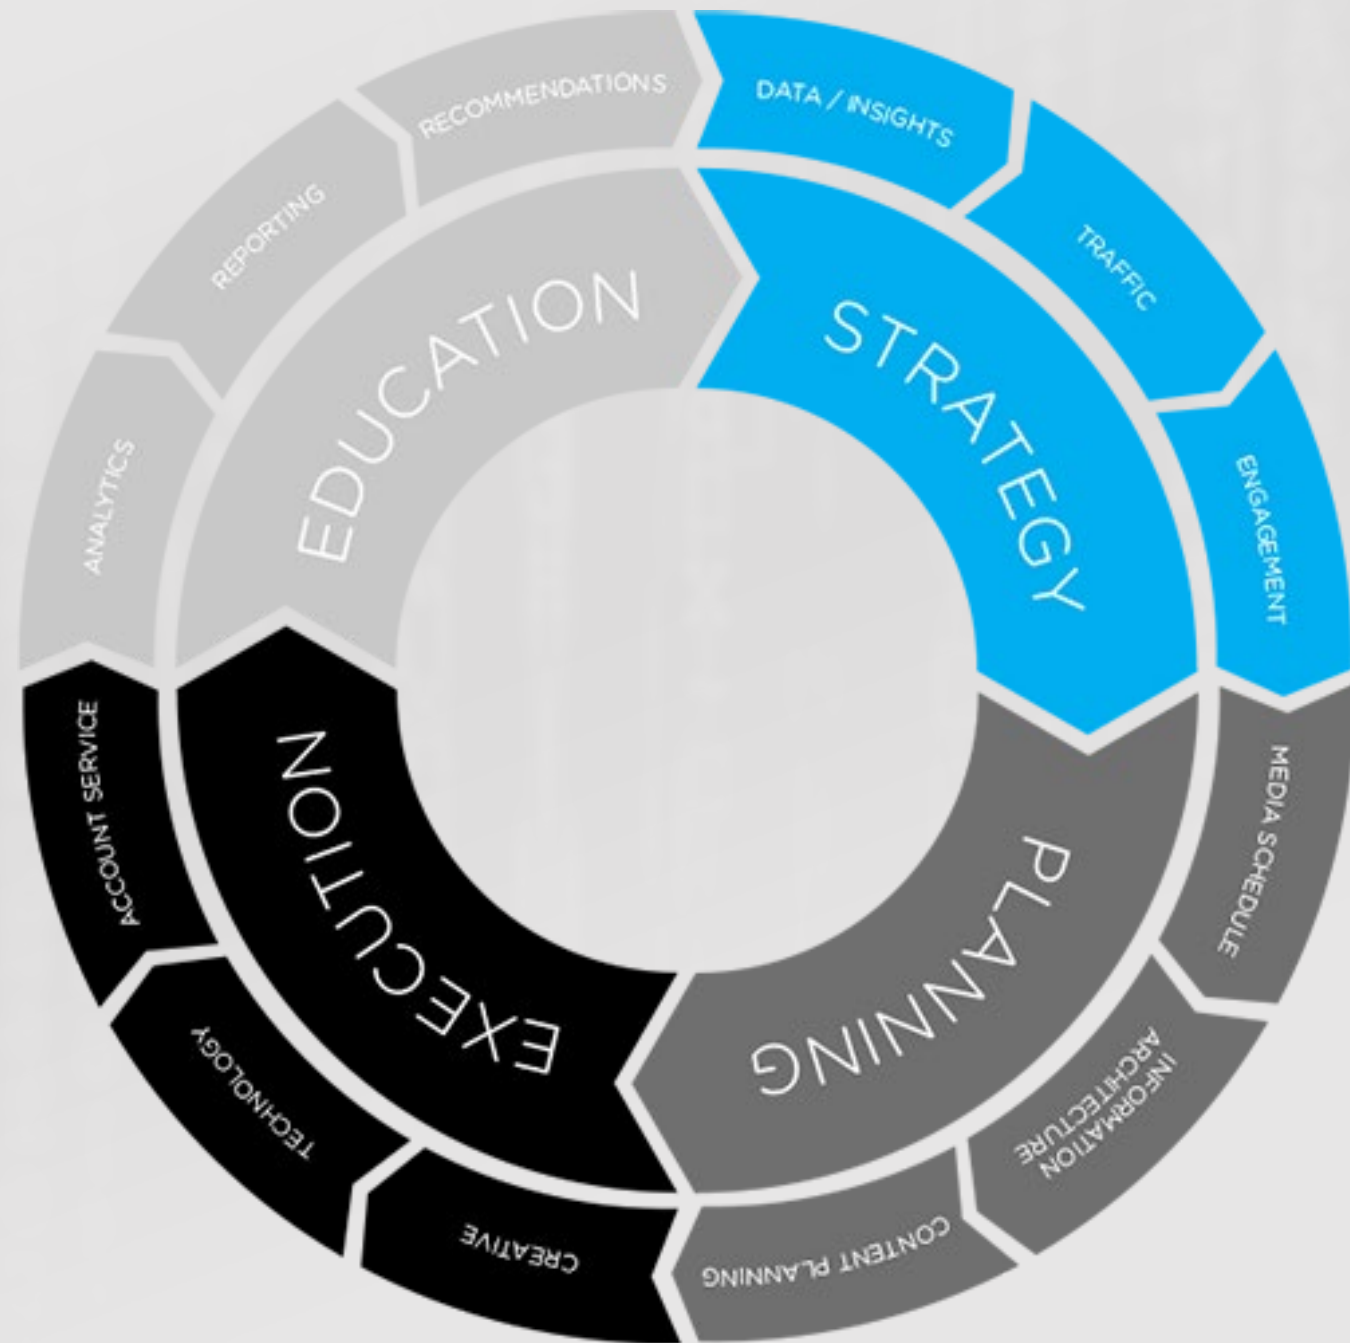 DATA / INSIGHTS
TRAFFIC
ENGAGEMENT
STRATEGY
MEDIA SCHEDULE
INFORMATION
ARCHITECTURE
CONTENT PLANNING
PLANNING
CREATIVE
TECHNOLOGY
ACCOUNT SERVICE
EXECUTION
ANALYTICS
REPORTING
RECOMMENDATIONS
EDUCATION